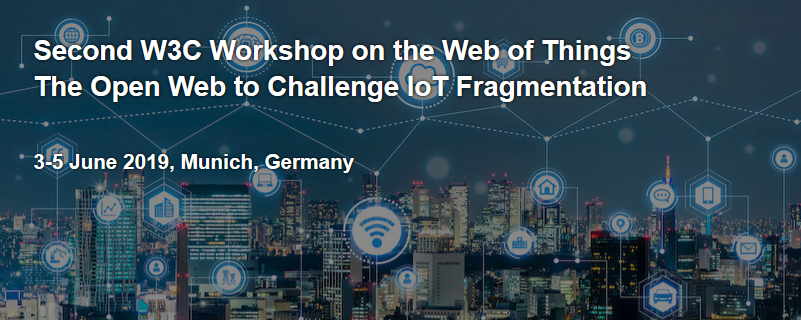 Second W3C Workshop on the Web of Things
The Open Web to Challenge IoT Fragmentation
3-5 June 2019, Munich, Germany